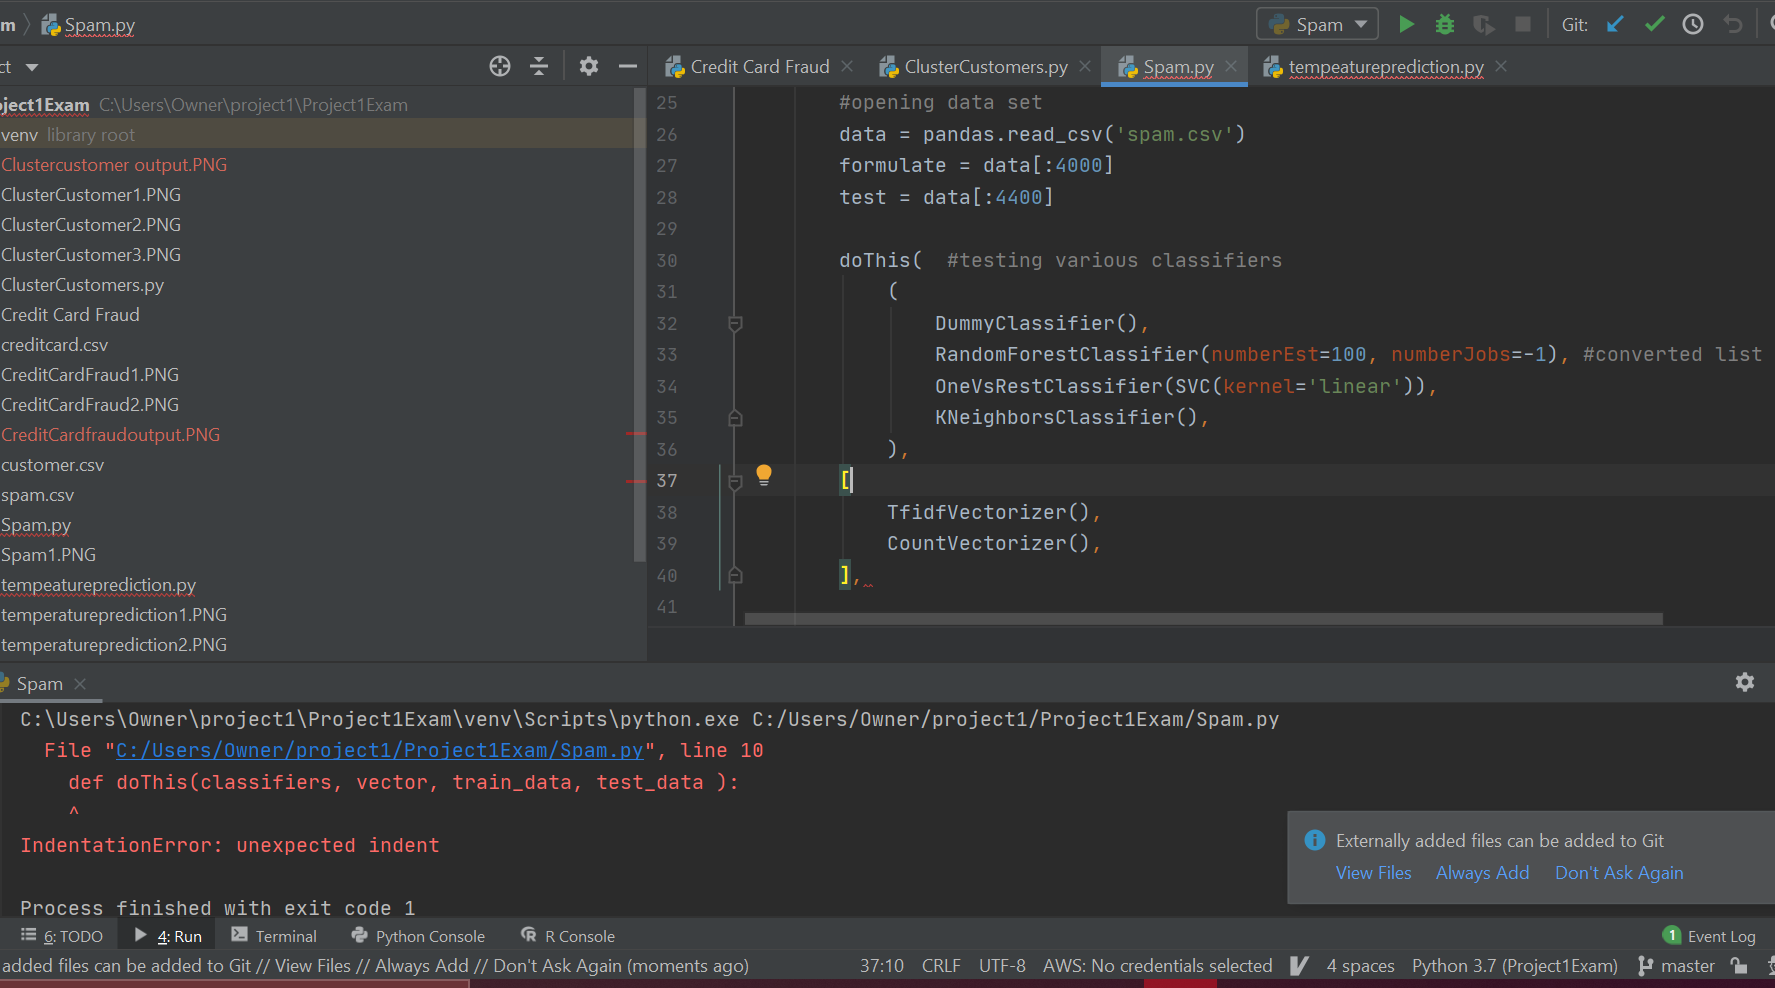 m Spam.py Spam Git:
ct Credit Card Fraud ClusterCustomers.py Spam.py tempeatureprediction.py
oject1Exam C:\Users\Owner\project1\Project1Exam
venv library root
Clustercustomer output.PNG
ClusterCustomer1.PNG
ClusterCustomer2.PNG
ClusterCustomer3.PNG
ClusterCustomers.py
Credit Card Fraud
creditcard.csv
CreditCardFraud1.PNG
CreditCardFraud2.PNG
CreditCardfraudoutput.PNG
customer.csv
spam.csv
Spam.py
Spam1.PNG
tempeatureprediction.py
temperatureprediction1.PNG
temperatureprediction2.PNG
25 #opening data set
26 data = pandas.read_csv('spam.csv')
27 formulate = data[:4000]
28 test = data[:4400]
29
30 doThis( #testing various classifiers
31 (
32 DummyClassifier(),
33 RandomForestClassifier(numberEst=100, numberJobs=-1), #converted list
34 OneVsRestClassifier(SVC(kernel='linear')),
35 KNeighborsClassifier(),
36 ),
37 [
38 TfidfVectorizer(),
39 CountVectorizer(),
40 ],
41
Spam
C:\Users\Owner\project1\Project1Exam\venv\Scripts\python.exe C:/Users/Owner/project1/Project1Exam/Spam.py
File "C:/Users/Owner/project1/Project1Exam/Spam.py", line 10
def doThis(classifiers, vector, train_data, test_data ):
^
IndentationError: unexpected indent
Process finished with exit code 1
Externally added files can be added to Git
View Files Always Add Don't Ask Again
6: TODO 4: Run Terminal Python Console R Console 1 Event Log
added files can be added to Git // View Files // Always Add // Don't Ask Again (moments ago) 37:10 CRLF UTF-8 AWS: No credentials selected 4 spaces Python 3.7 (Project1Exam) master